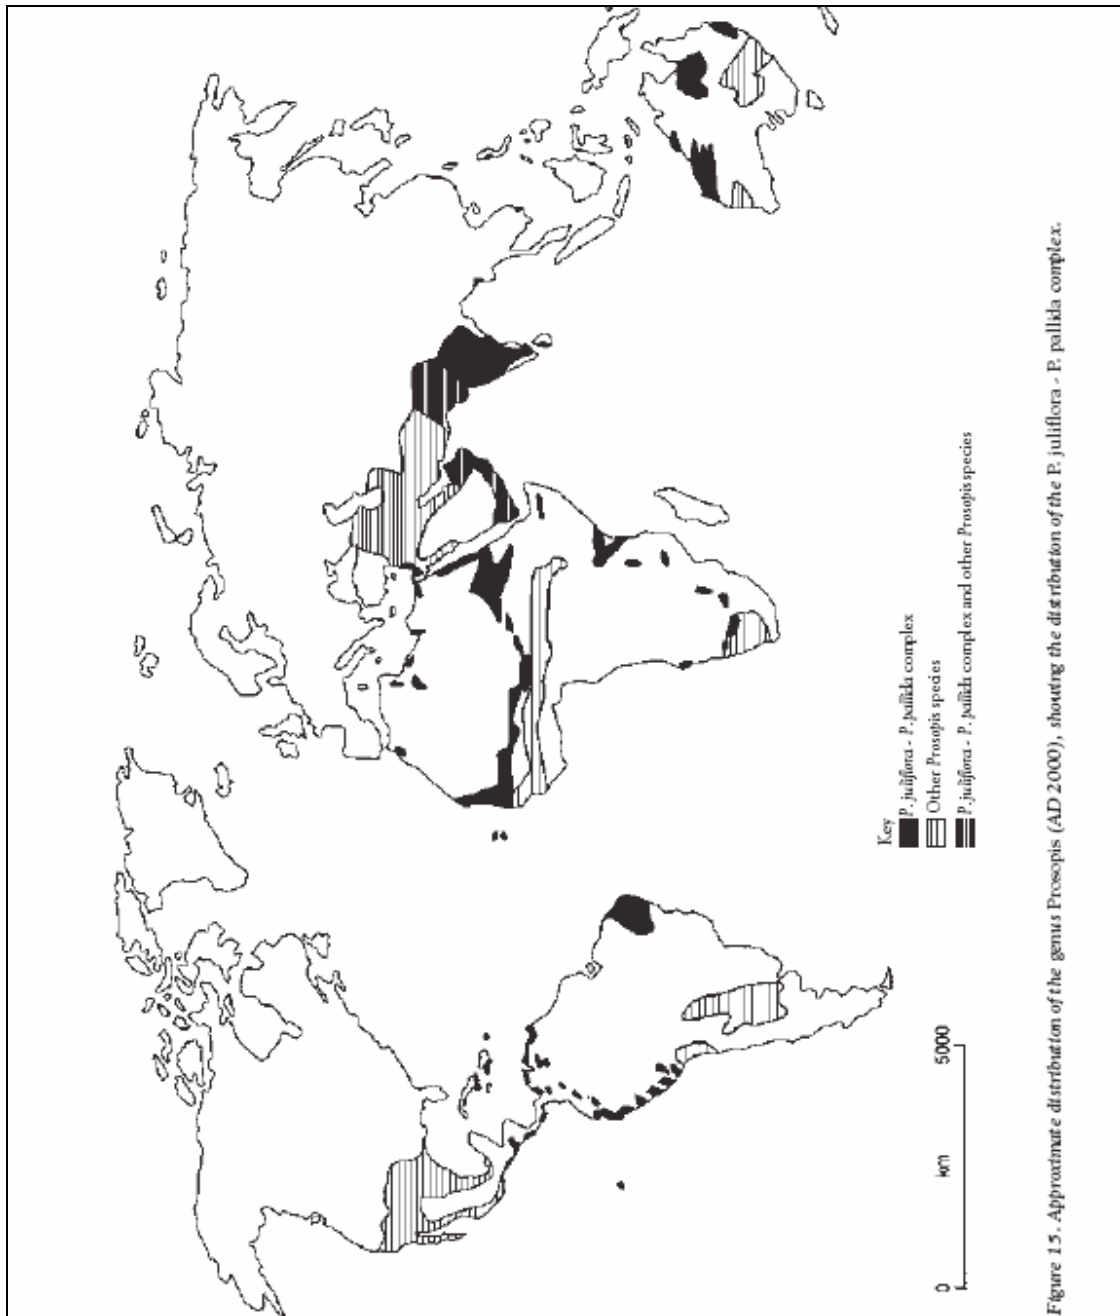 Key
P. juliflora - P. pallida complex
Other Prosopis species
P. juliflora - P. pallida complex and other Prosopis species
0 km 5000
Figure 15. Approximate distribution of the genus Prosopis (AD 2000), showing the distribution of the P. juliflora - P. pallida complex.